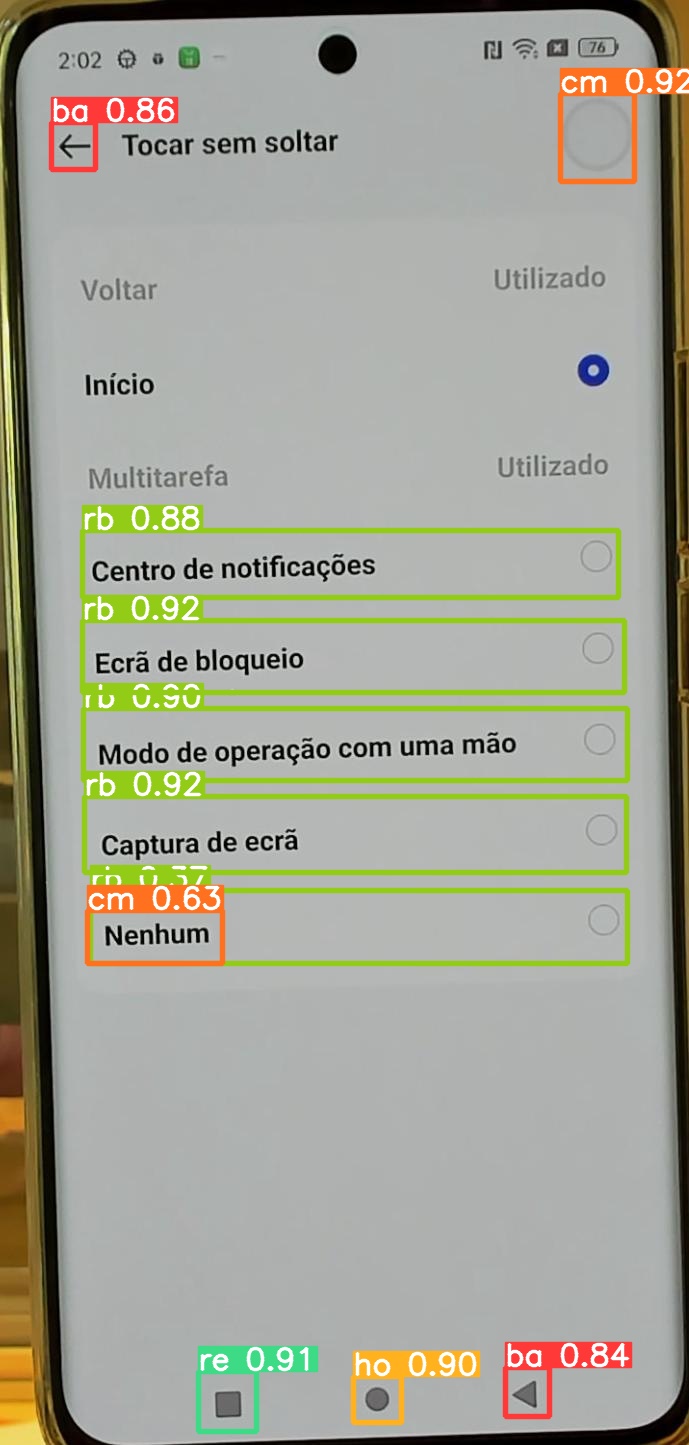 2:02
76
cm 0.92
ba 0.86
Tocar sem soltar
Voltar
Utilizado
Início
Multitarefa
Utilizado
rb 0.88
Centro de notificações
rb 0.92
Ecrã de bloqueio
rb 0.90
Modo de operação com uma mão
rb 0.92
Captura de ecrã
rb 0.37
cm 0.63
Nenhum
re 0.91
ho 0.90
ba 0.84